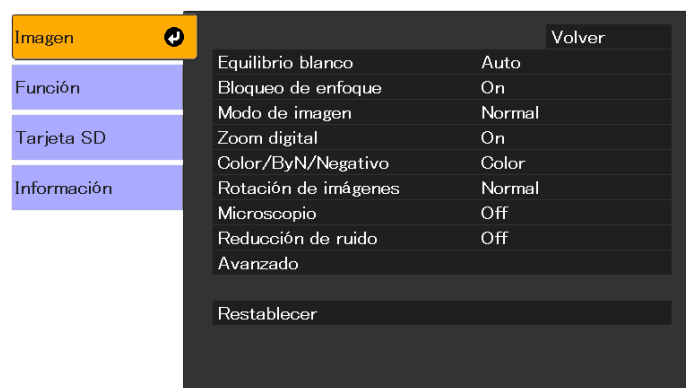 Imagen
Función
Tarjeta SD
Información
Volver
Equilibrio blanco Auto
Bloqueo de enfoque On
Modo de imagen Normal
Zoom digital On
Color/ByN/Negativo Color
Rotación de imágenes Normal
Microscopio Off
Reducción de ruido Off
Avanzado
Restablecer